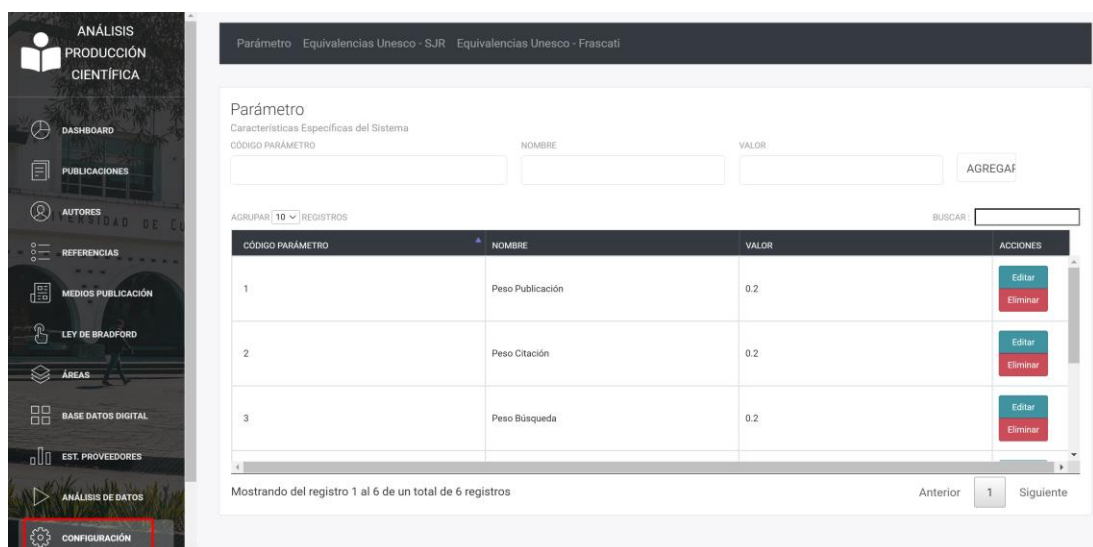 ANÁLISIS
PRODUCCIÓN
CIENTÍFICA
DASHBOARD
PUBLICACIONES
AUTORES
REFERENCIAS
MEDIOS PUBLICACIÓN
LEY DE BRADFORD
ÁREAS
BASE DATOS DIGITAL
EST. PROVEEDORES
ANÁLISIS DE DATOS
CONFIGURACIÓN
Parámetro Equivalencias Unesco - SJR Equivalencias Unesco - Frascati
Parámetro
Características Específicas del Sistema
CÓDIGO PARÁMETRO NOMBRE VALOR
AGREGAR
AGRUPAR 10 REGISTROS BUSCAR:
CÓDIGO PARÁMETRO NOMBRE VALOR ACCIONES
1 Peso Publicación 0.2 Editar
Eliminar
2 Peso Citación 0.2 Editar
Eliminar
3 Peso Búsqueda 0.2 Editar
Eliminar
Mostrando del registro 1 al 6 de un total de 6 registros Anterior 1 Siguiente